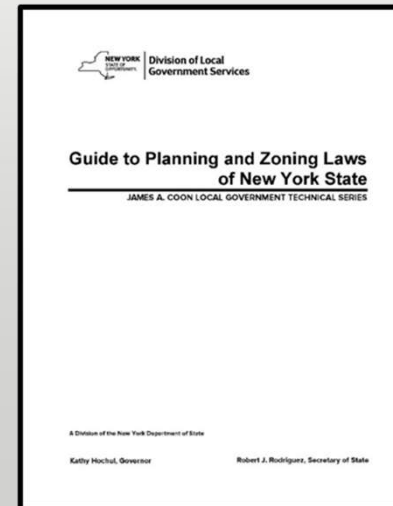 NEW YORK
STATE OF
OPPORTUNITY.
Division of Local
Government Services
Guide to Planning and Zoning Laws
of New York State
JAMES A. COON LOCAL GOVERNMENT TECHNICAL SERIES
A Division of the New York Department of State
Kathy Hochul, Governor
Robert J. Rodriguez, Secretary of State